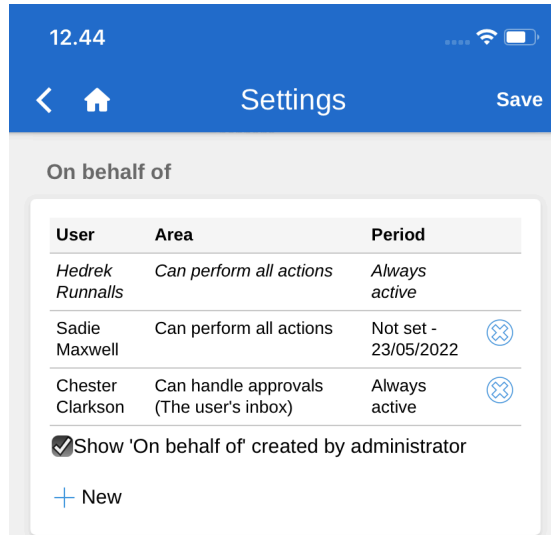 12.44
Settings
Save
On behalf of
User Area Period
Hedrek Can perform all actions Always
Runnalls active
Sadie Can perform all actions Not set -
Maxwell 23/05/2022
Chester Can handle approvals Always
Clarkson (The user's inbox) active
Show 'On behalf of' created by administrator
New